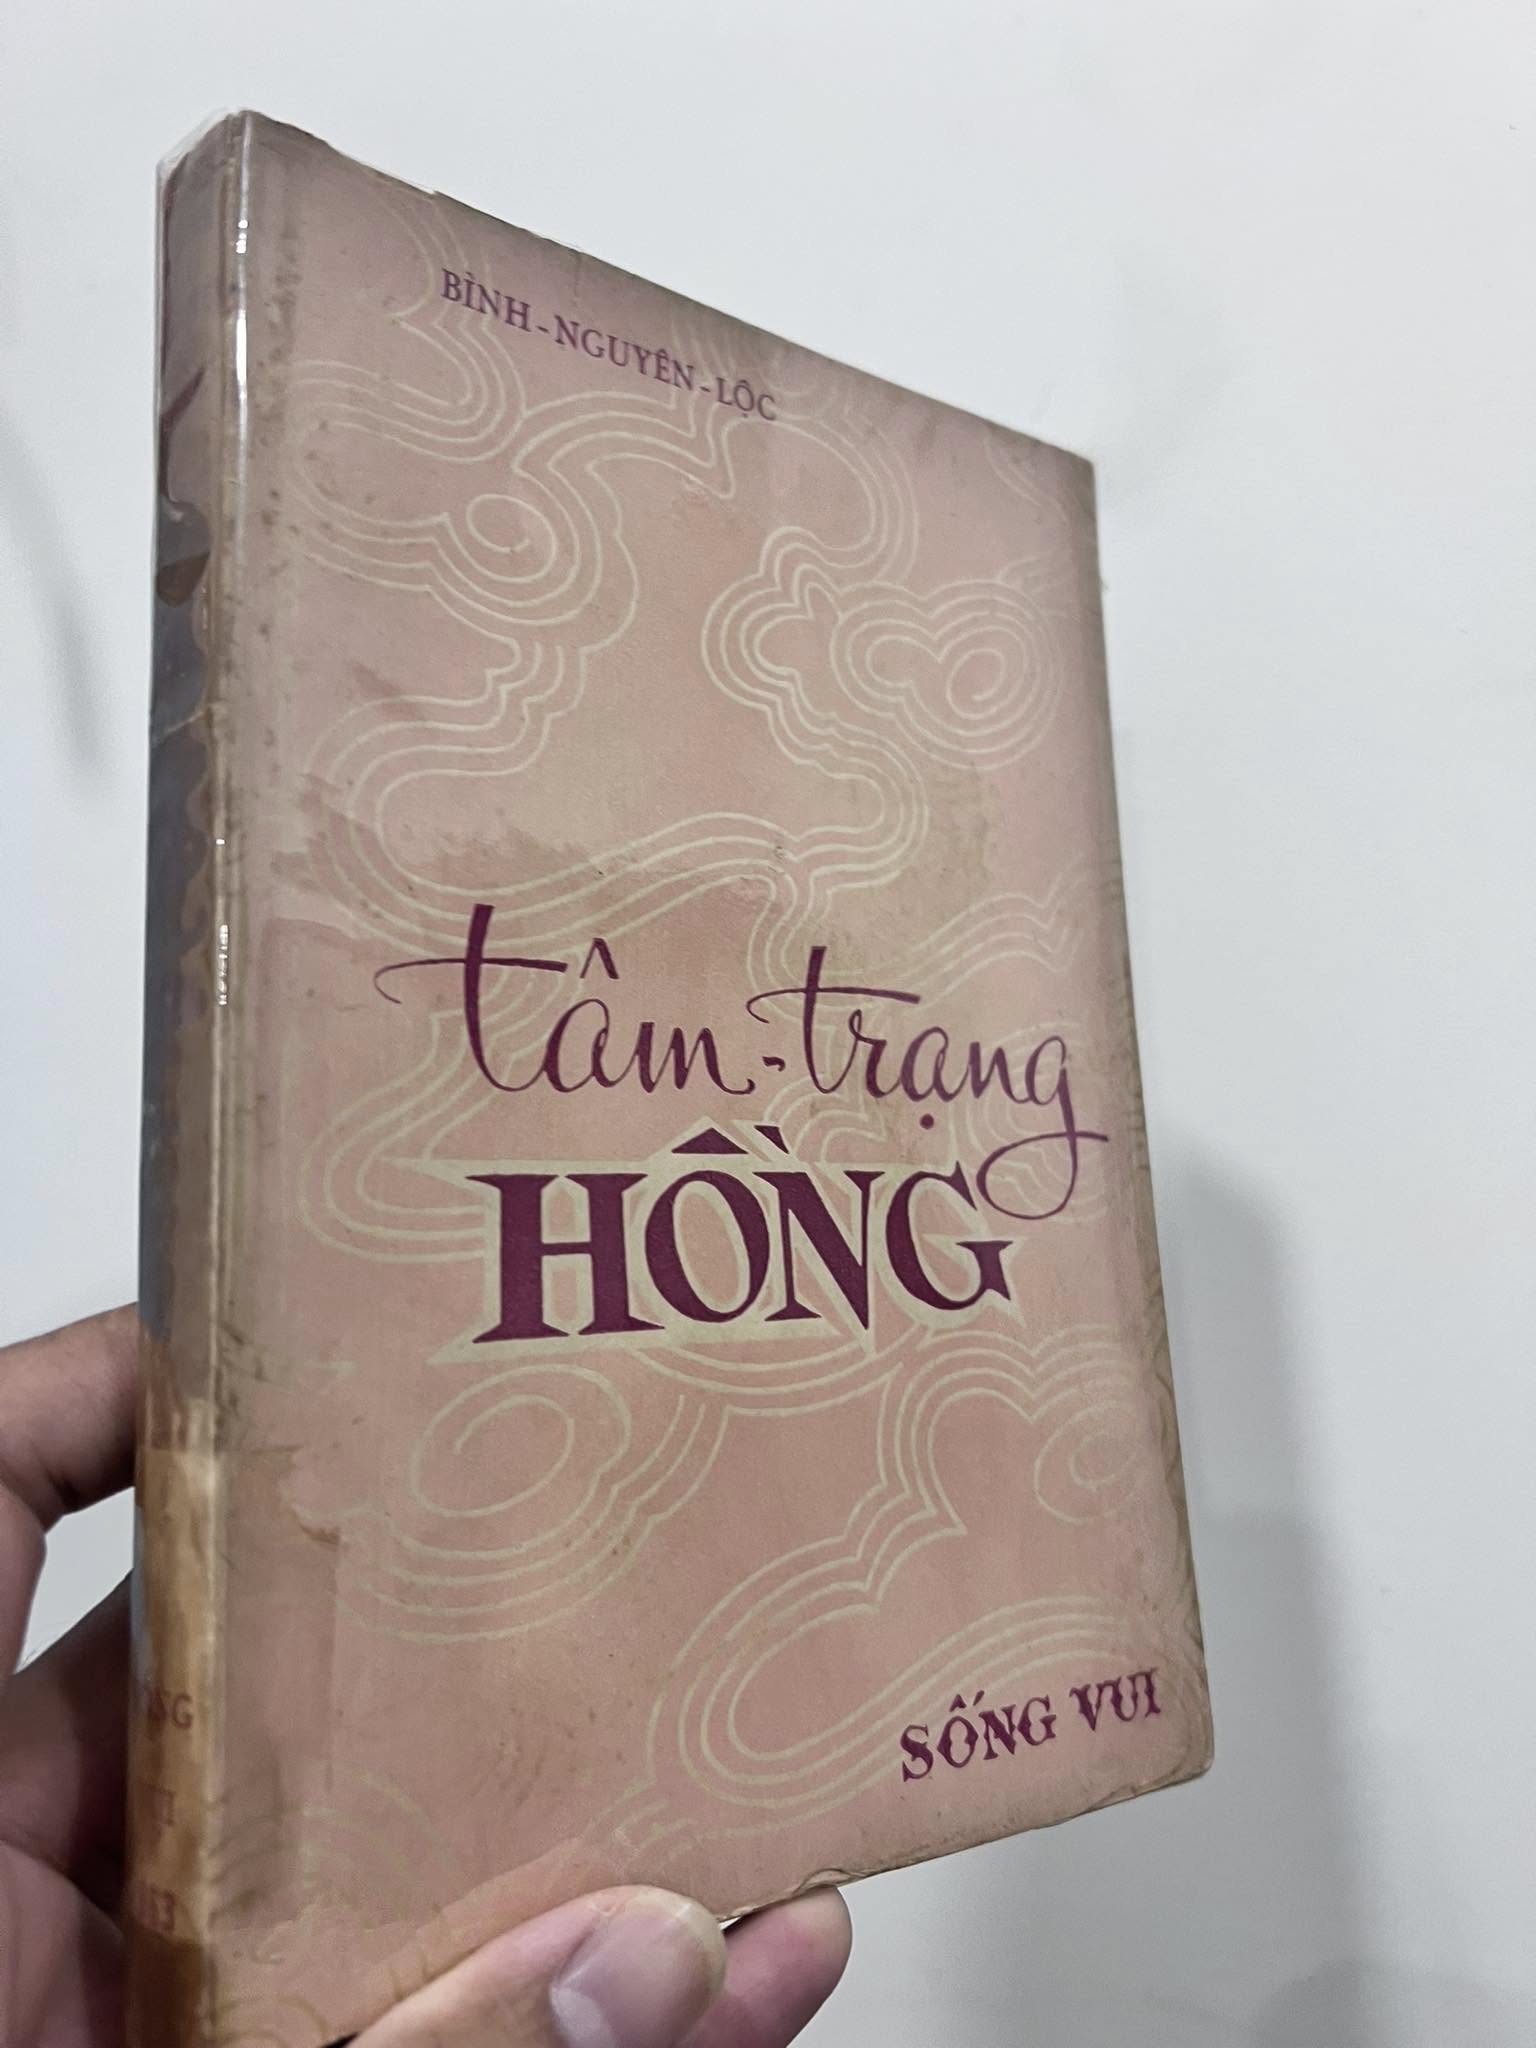 BÌNH-NGUYÊN-LỘC
tâm-trạng
HỒNG
SỐNG VUI